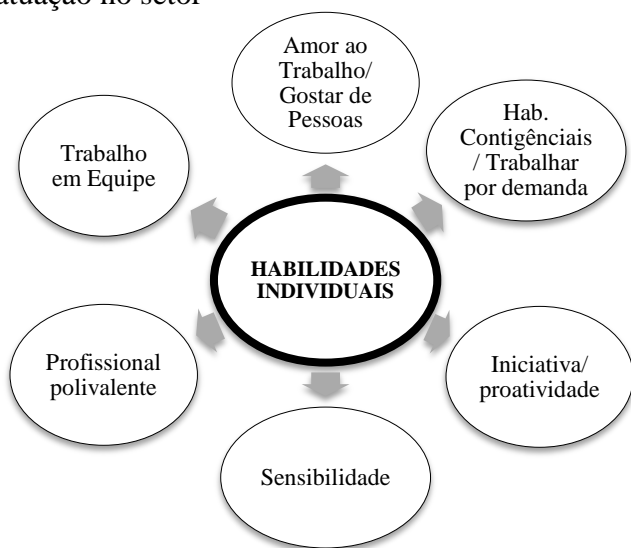 atuação no setor
Amor ao
Trabalho/
Gostar de
Pessoas
Hab.
Contigênciais
/ Trabalhar
por demanda
Trabalho
em Equipe
HABILIDADES
INDIVIDUAIS
Profissional
polivalente
Iniciativa/
proatividade
Sensibilidade